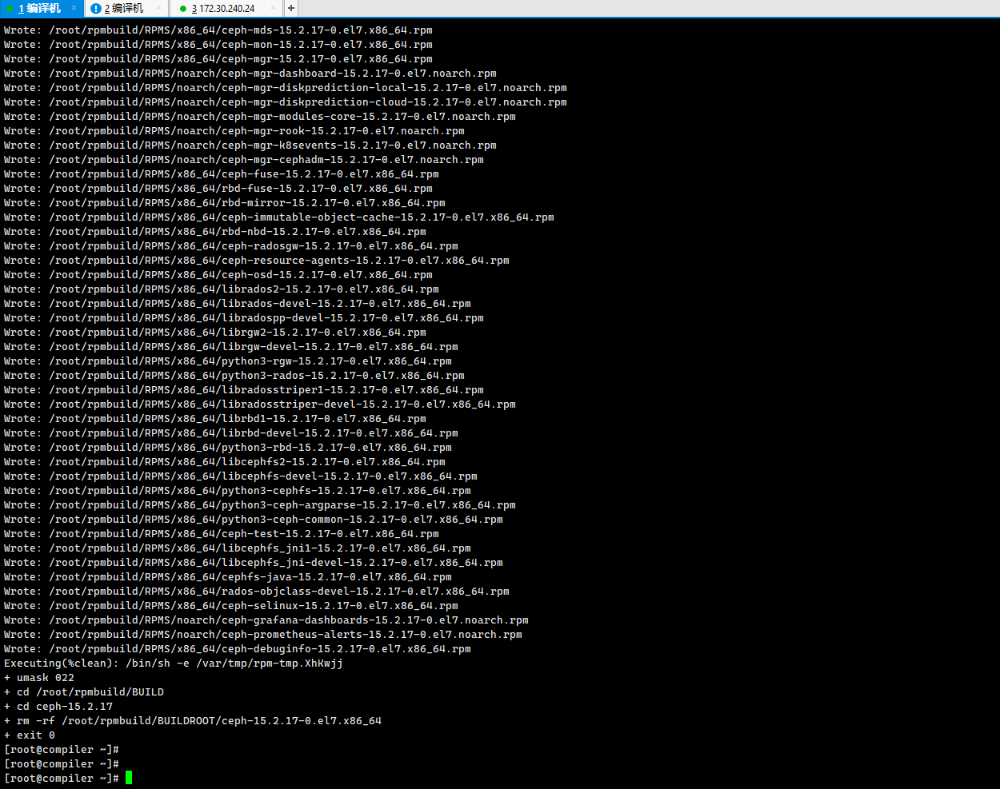 1 编译机 × 2 编译机 × 3 172.30.240.24 × +
Wrote: /root/rpmbuild/RPMS/x86_64/ceph-mds-15.2.17-0.el7.x86_64.rpm
Wrote: /root/rpmbuild/RPMS/x86_64/ceph-mon-15.2.17-0.el7.x86_64.rpm
Wrote: /root/rpmbuild/RPMS/x86_64/ceph-mgr-15.2.17-0.el7.x86_64.rpm
Wrote: /root/rpmbuild/RPMS/noarch/ceph-mgr-dashboard-15.2.17-0.el7.noarch.rpm
Wrote: /root/rpmbuild/RPMS/noarch/ceph-mgr-diskprediction-local-15.2.17-0.el7.noarch.rpm
Wrote: /root/rpmbuild/RPMS/noarch/ceph-mgr-diskprediction-cloud-15.2.17-0.el7.noarch.rpm
Wrote: /root/rpmbuild/RPMS/noarch/ceph-mgr-modules-core-15.2.17-0.el7.noarch.rpm
Wrote: /root/rpmbuild/RPMS/noarch/ceph-mgr-rook-15.2.17-0.el7.noarch.rpm
Wrote: /root/rpmbuild/RPMS/noarch/ceph-mgr-k8sevents-15.2.17-0.el7.noarch.rpm
Wrote: /root/rpmbuild/RPMS/noarch/ceph-mgr-cephadm-15.2.17-0.el7.noarch.rpm
Wrote: /root/rpmbuild/RPMS/x86_64/ceph-fuse-15.2.17-0.el7.x86_64.rpm
Wrote: /root/rpmbuild/RPMS/x86_64/rbd-fuse-15.2.17-0.el7.x86_64.rpm
Wrote: /root/rpmbuild/RPMS/x86_64/rbd-mirror-15.2.17-0.el7.x86_64.rpm
Wrote: /root/rpmbuild/RPMS/x86_64/ceph-immutable-object-cache-15.2.17-0.el7.x86_64.rpm
Wrote: /root/rpmbuild/RPMS/x86_64/rbd-nbd-15.2.17-0.el7.x86_64.rpm
Wrote: /root/rpmbuild/RPMS/x86_64/ceph-radosgw-15.2.17-0.el7.x86_64.rpm
Wrote: /root/rpmbuild/RPMS/x86_64/ceph-resource-agents-15.2.17-0.el7.x86_64.rpm
Wrote: /root/rpmbuild/RPMS/x86_64/ceph-osd-15.2.17-0.el7.x86_64.rpm
Wrote: /root/rpmbuild/RPMS/x86_64/librados2-15.2.17-0.el7.x86_64.rpm
Wrote: /root/rpmbuild/RPMS/x86_64/librados-devel-15.2.17-0.el7.x86_64.rpm
Wrote: /root/rpmbuild/RPMS/x86_64/libradospp-devel-15.2.17-0.el7.x86_64.rpm
Wrote: /root/rpmbuild/RPMS/x86_64/librgw2-15.2.17-0.el7.x86_64.rpm
Wrote: /root/rpmbuild/RPMS/x86_64/librgw-devel-15.2.17-0.el7.x86_64.rpm
Wrote: /root/rpmbuild/RPMS/x86_64/python3-rgw-15.2.17-0.el7.x86_64.rpm
Wrote: /root/rpmbuild/RPMS/x86_64/python3-rados-15.2.17-0.el7.x86_64.rpm
Wrote: /root/rpmbuild/RPMS/x86_64/libradosstriper1-15.2.17-0.el7.x86_64.rpm
Wrote: /root/rpmbuild/RPMS/x86_64/libradosstriper-devel-15.2.17-0.el7.x86_64.rpm
Wrote: /root/rpmbuild/RPMS/x86_64/librbd1-15.2.17-0.el7.x86_64.rpm
Wrote: /root/rpmbuild/RPMS/x86_64/librbd-devel-15.2.17-0.el7.x86_64.rpm
Wrote: /root/rpmbuild/RPMS/x86_64/python3-rbd-15.2.17-0.el7.x86_64.rpm
Wrote: /root/rpmbuild/RPMS/x86_64/libcephfs2-15.2.17-0.el7.x86_64.rpm
Wrote: /root/rpmbuild/RPMS/x86_64/libcephfs-devel-15.2.17-0.el7.x86_64.rpm
Wrote: /root/rpmbuild/RPMS/x86_64/python3-cephfs-15.2.17-0.el7.x86_64.rpm
Wrote: /root/rpmbuild/RPMS/x86_64/python3-ceph-argparse-15.2.17-0.el7.x86_64.rpm
Wrote: /root/rpmbuild/RPMS/x86_64/python3-ceph-common-15.2.17-0.el7.x86_64.rpm
Wrote: /root/rpmbuild/RPMS/x86_64/ceph-test-15.2.17-0.el7.x86_64.rpm
Wrote: /root/rpmbuild/RPMS/x86_64/libcephfs_jni1-15.2.17-0.el7.x86_64.rpm
Wrote: /root/rpmbuild/RPMS/x86_64/libcephfs_jni-devel-15.2.17-0.el7.x86_64.rpm
Wrote: /root/rpmbuild/RPMS/x86_64/cephfs-java-15.2.17-0.el7.x86_64.rpm
Wrote: /root/rpmbuild/RPMS/x86_64/rados-objclass-devel-15.2.17-0.el7.x86_64.rpm
Wrote: /root/rpmbuild/RPMS/x86_64/ceph-selinux-15.2.17-0.el7.x86_64.rpm
Wrote: /root/rpmbuild/RPMS/noarch/ceph-grafana-dashboards-15.2.17-0.el7.noarch.rpm
Wrote: /root/rpmbuild/RPMS/noarch/ceph-prometheus-alerts-15.2.17-0.el7.noarch.rpm
Wrote: /root/rpmbuild/RPMS/x86_64/ceph-debuginfo-15.2.17-0.el7.x86_64.rpm
Executing(%clean): /bin/sh -e /var/tmp/rpm-tmp.XhKwjj
+ umask 022
+ cd /root/rpmbuild/BUILD
+ cd ceph-15.2.17
+ rm -rf /root/rpmbuild/BUILDROOT/ceph-15.2.17-0.el7.x86_64
+ exit 0
[root@compiler ~]#
[root@compiler ~]#
[root@compiler ~]#